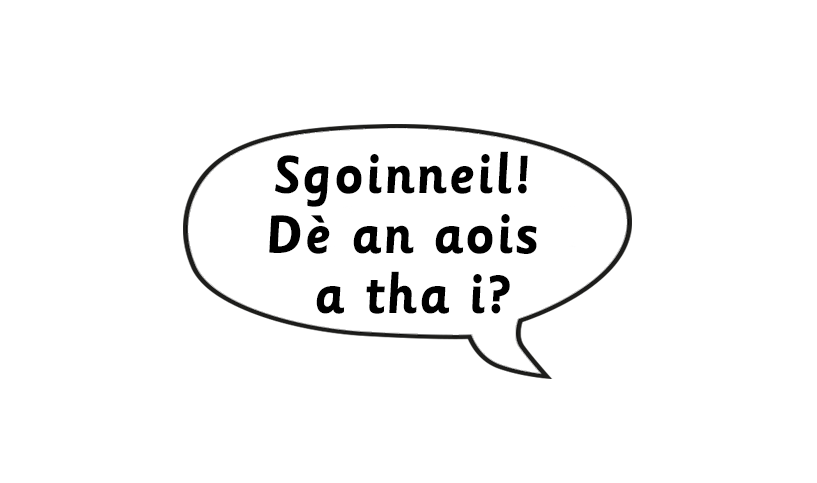 Sgoinneil!
Dè an aois
a tha i?